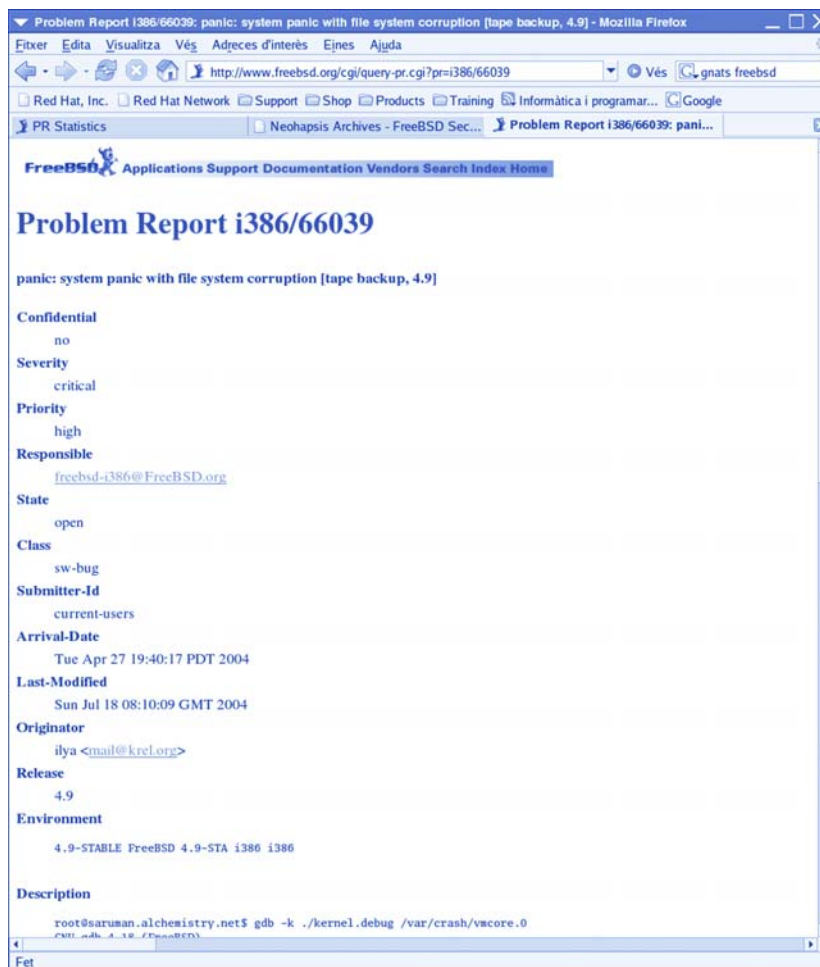 Problem Report i386/66039: panic: system panic with file system corruption [tape backup, 4.9] - Mozilla Firefox
Fitxer Edita Visualitza Vés Adreces d'interès Eines Ajuda
http://www.freebsd.org/cgi/query-pr.cgi?pr=i386/66039 Vés gnats freebsd
Red Hat, Inc. Red Hat Network Support Shop Products Training Informàtica i programar... Google
PR Statistics Neohapsis Archives - FreeBSD Sec... Problem Report i386/66039: pani...
FreeBSD Applications Support Documentation Vendors Search Index Home
Problem Report i386/66039
panic: system panic with file system corruption [tape backup, 4.9]
Confidential
no
Severity
critical
Priority
high
Responsible
freebsd-i386@FreeBSD.org
State
open
Class
sw-bug
Submitter-Id
current-users
Arrival-Date
Tue Apr 27 19:40:17 PDT 2004
Last-Modified
Sun Jul 18 08:10:09 GMT 2004
Originator
ilya <mail@krel.org>
Release
4.9
Environment
4.9-STABLE FreeBSD 4.9-STA i386 i386
Description
root@saruman.alchemistry.net$ gdb -k ./kernel.debug /var/crash/vmcore.0
GNU gdb 4.18 (FreeBSD)
Fet